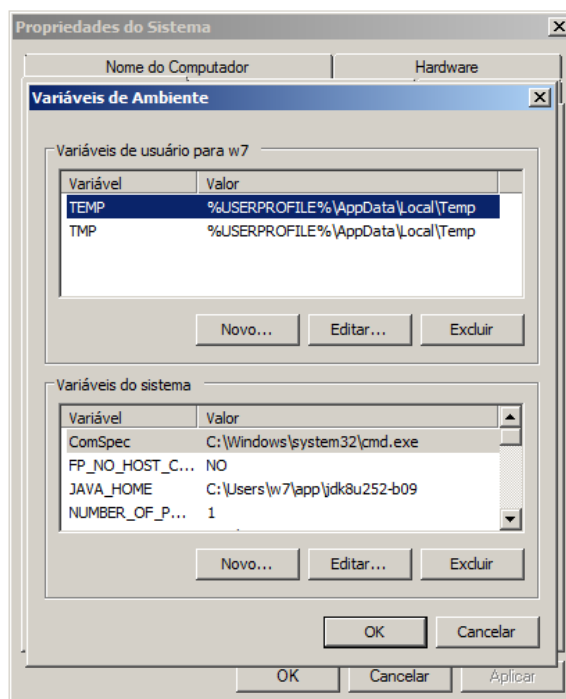 Propriedades do Sistema
Nome do Computador Hardware
Variáveis de Ambiente
Variáveis de usuário para w7
Variável Valor
TEMP %USERPROFILE%\AppData\Local\Temp
TMP %USERPROFILE%\AppData\Local\Temp
Novo... Editar... Excluir
Variáveis do sistema
Variável Valor
ComSpec C:\Windows\system32\cmd.exe
FP_NO_HOST_C... NO
JAVA_HOME C:\Users\w7\app\jdk8u252-b09
NUMBER_OF_P... 1
Novo... Editar... Excluir
OK Cancelar
OK Cancelar Aplicar